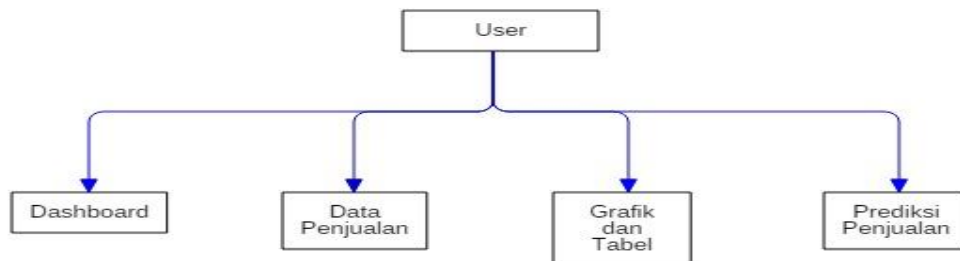 User
Dashboard
Data
Penjualan
Grafik
dan
Tabel
Prediksi
Penjualan